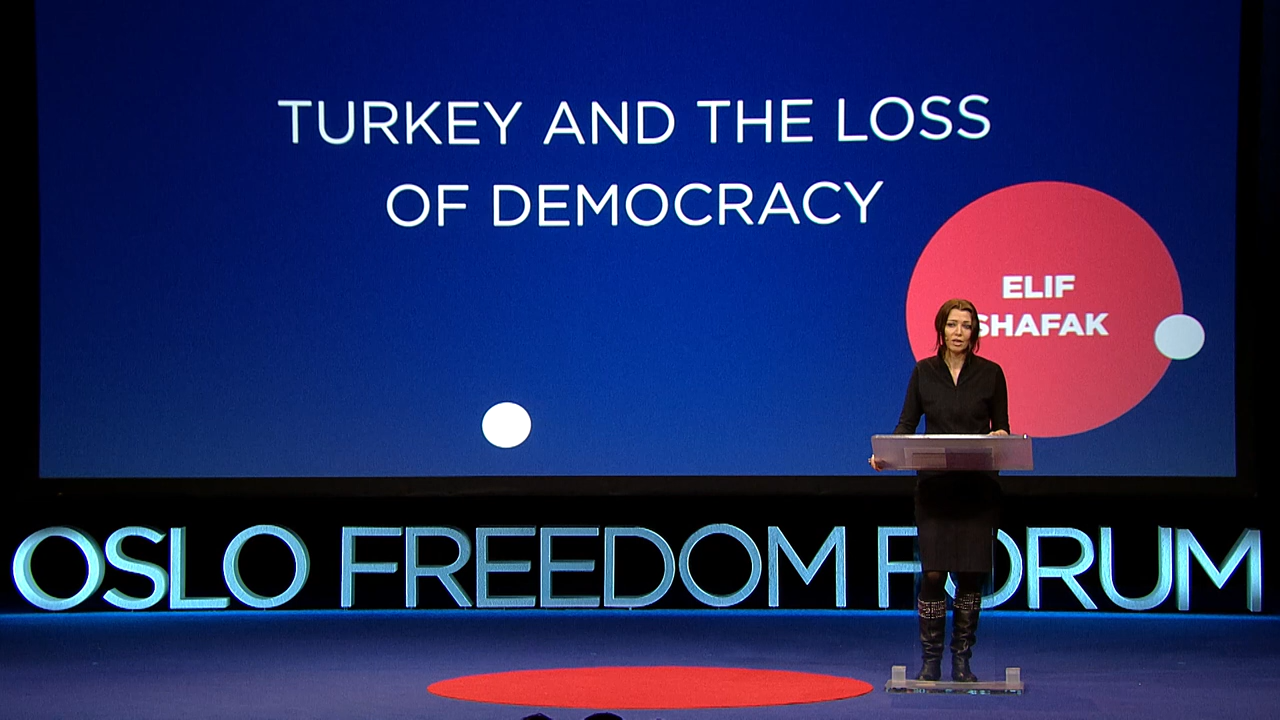 TURKEY AND THE LOSS
OF DEMOCRACY
ELIF
SHAFAK
OSLO FREEDOM FORUM